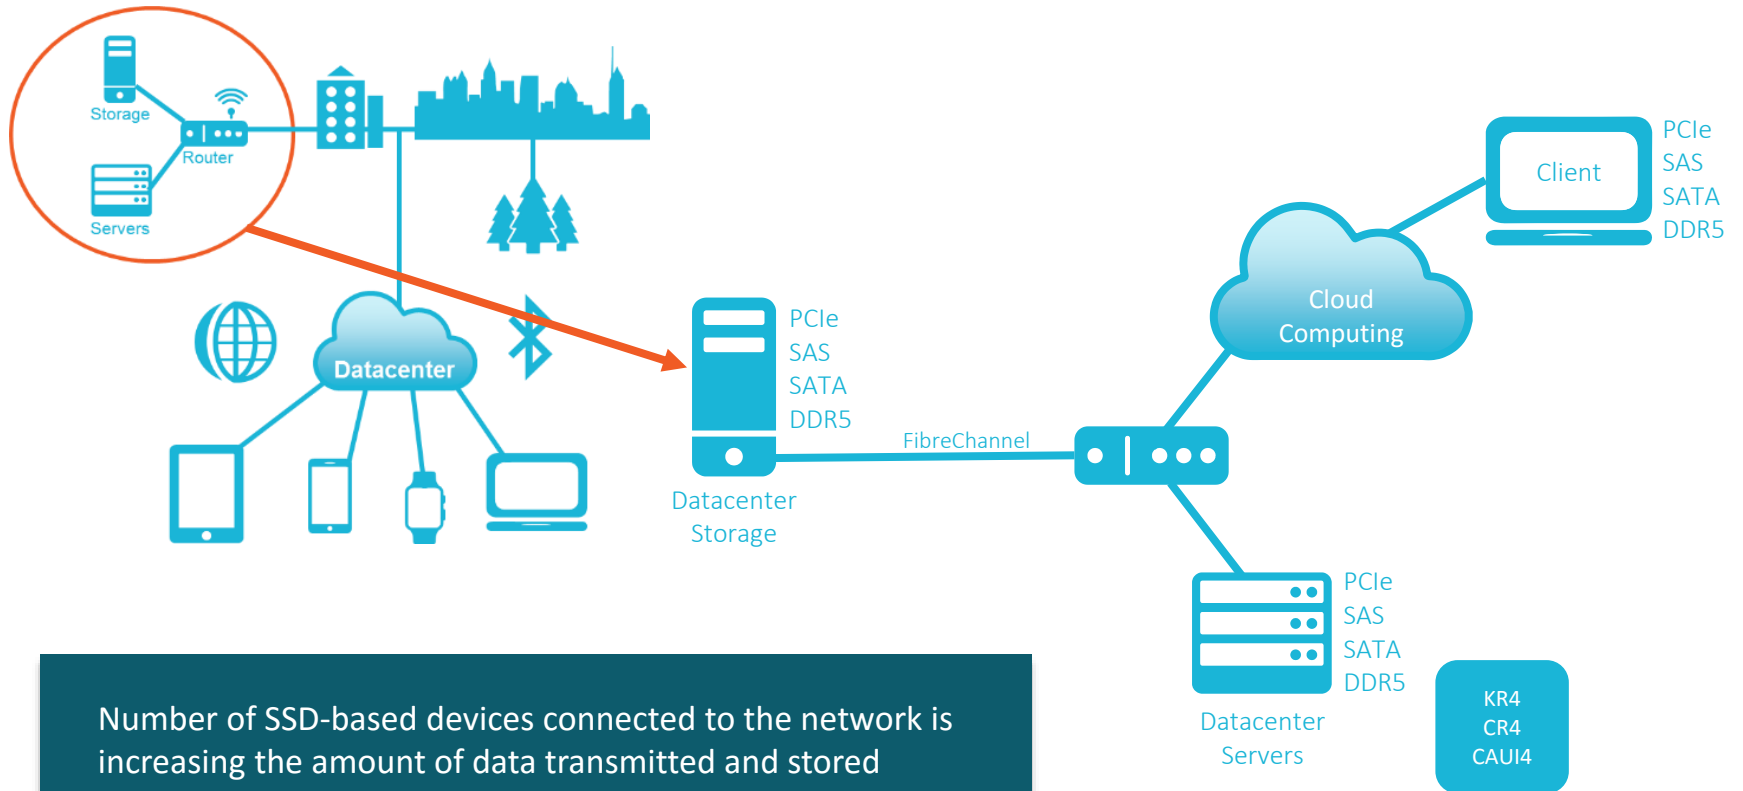 Storage
Router
Servers
Datacenter
PCIe
SAS
SATA
DDR5
Datacenter
Storage
FibreChannel
Cloud
Computing
Client
PCIe
SAS
SATA
DDR5
PCIe
SAS
SATA
DDR5
Datacenter
Servers
KR4
CR4
CAUI4
Number of SSD-based devices connected to the network is
increasing the amount of data transmitted and stored